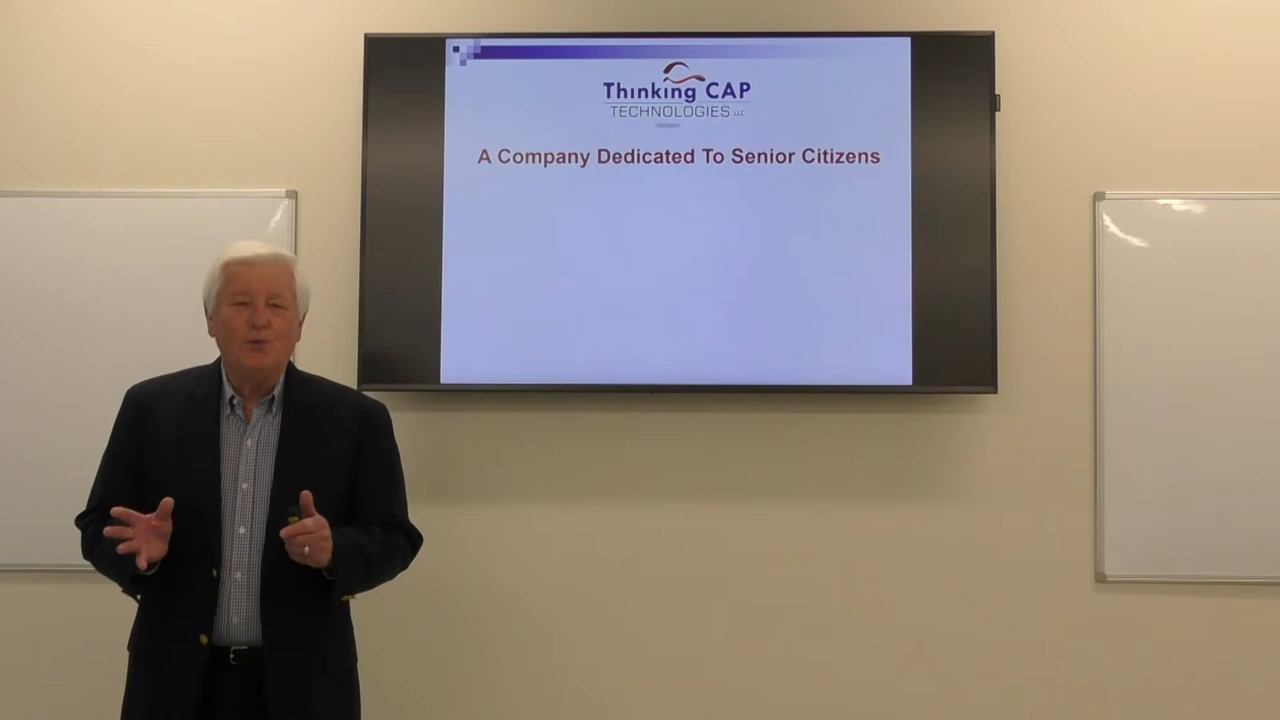 Thinking CAP
TECHNOLOGIES LLC
A Company Dedicated To Senior Citizens